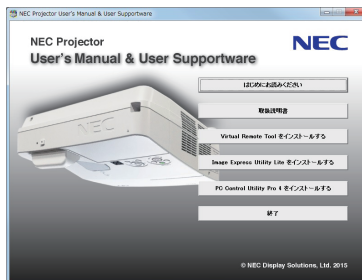 NEC Projector User's Manual & User Supportware
NEC Projector
NEC
User's Manual & User Supportware
はじめにお読みください
NEC
取扱説明書
Virtual Remote Tool をインストールする
Image Express Utility Lite をインストールする
PC Control Utility Pro 4 をインストールする
終了
© NEC Display Solutions, Ltd. 2015